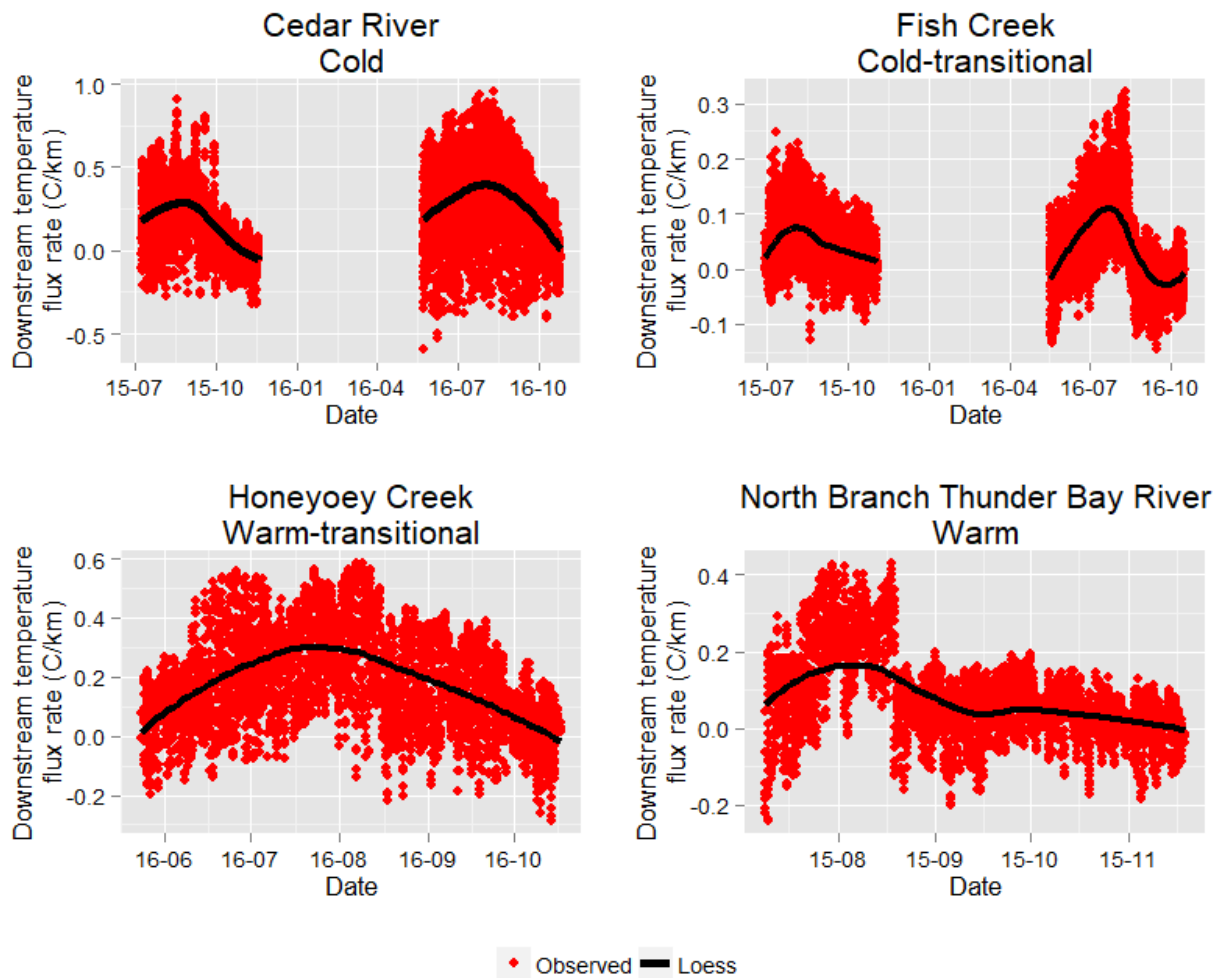 Cedar River
Cold
Downstream temperature
flux rate (C/km)
1.0
0.5
0.0
-0.5
15-07 15-10 16-01 16-04 16-07 16-10
Date
Fish Creek
Cold-transitional
Downstream temperature
flux rate (C/km)
0.3
0.2
0.1
0.0
-0.1
15-07 15-10 16-01 16-04 16-07 16-10
Date
Honeyoey Creek
Warm-transitional
Downstream temperature
flux rate (C/km)
0.6
0.4
0.2
0.0
-0.2
16-06 16-07 16-08 16-09 16-10
Date
North Branch Thunder Bay River
Warm
Downstream temperature
flux rate (C/km)
0.4
0.2
0.0
-0.2
15-08 15-09 15-10 15-11
Date
Observed Loess